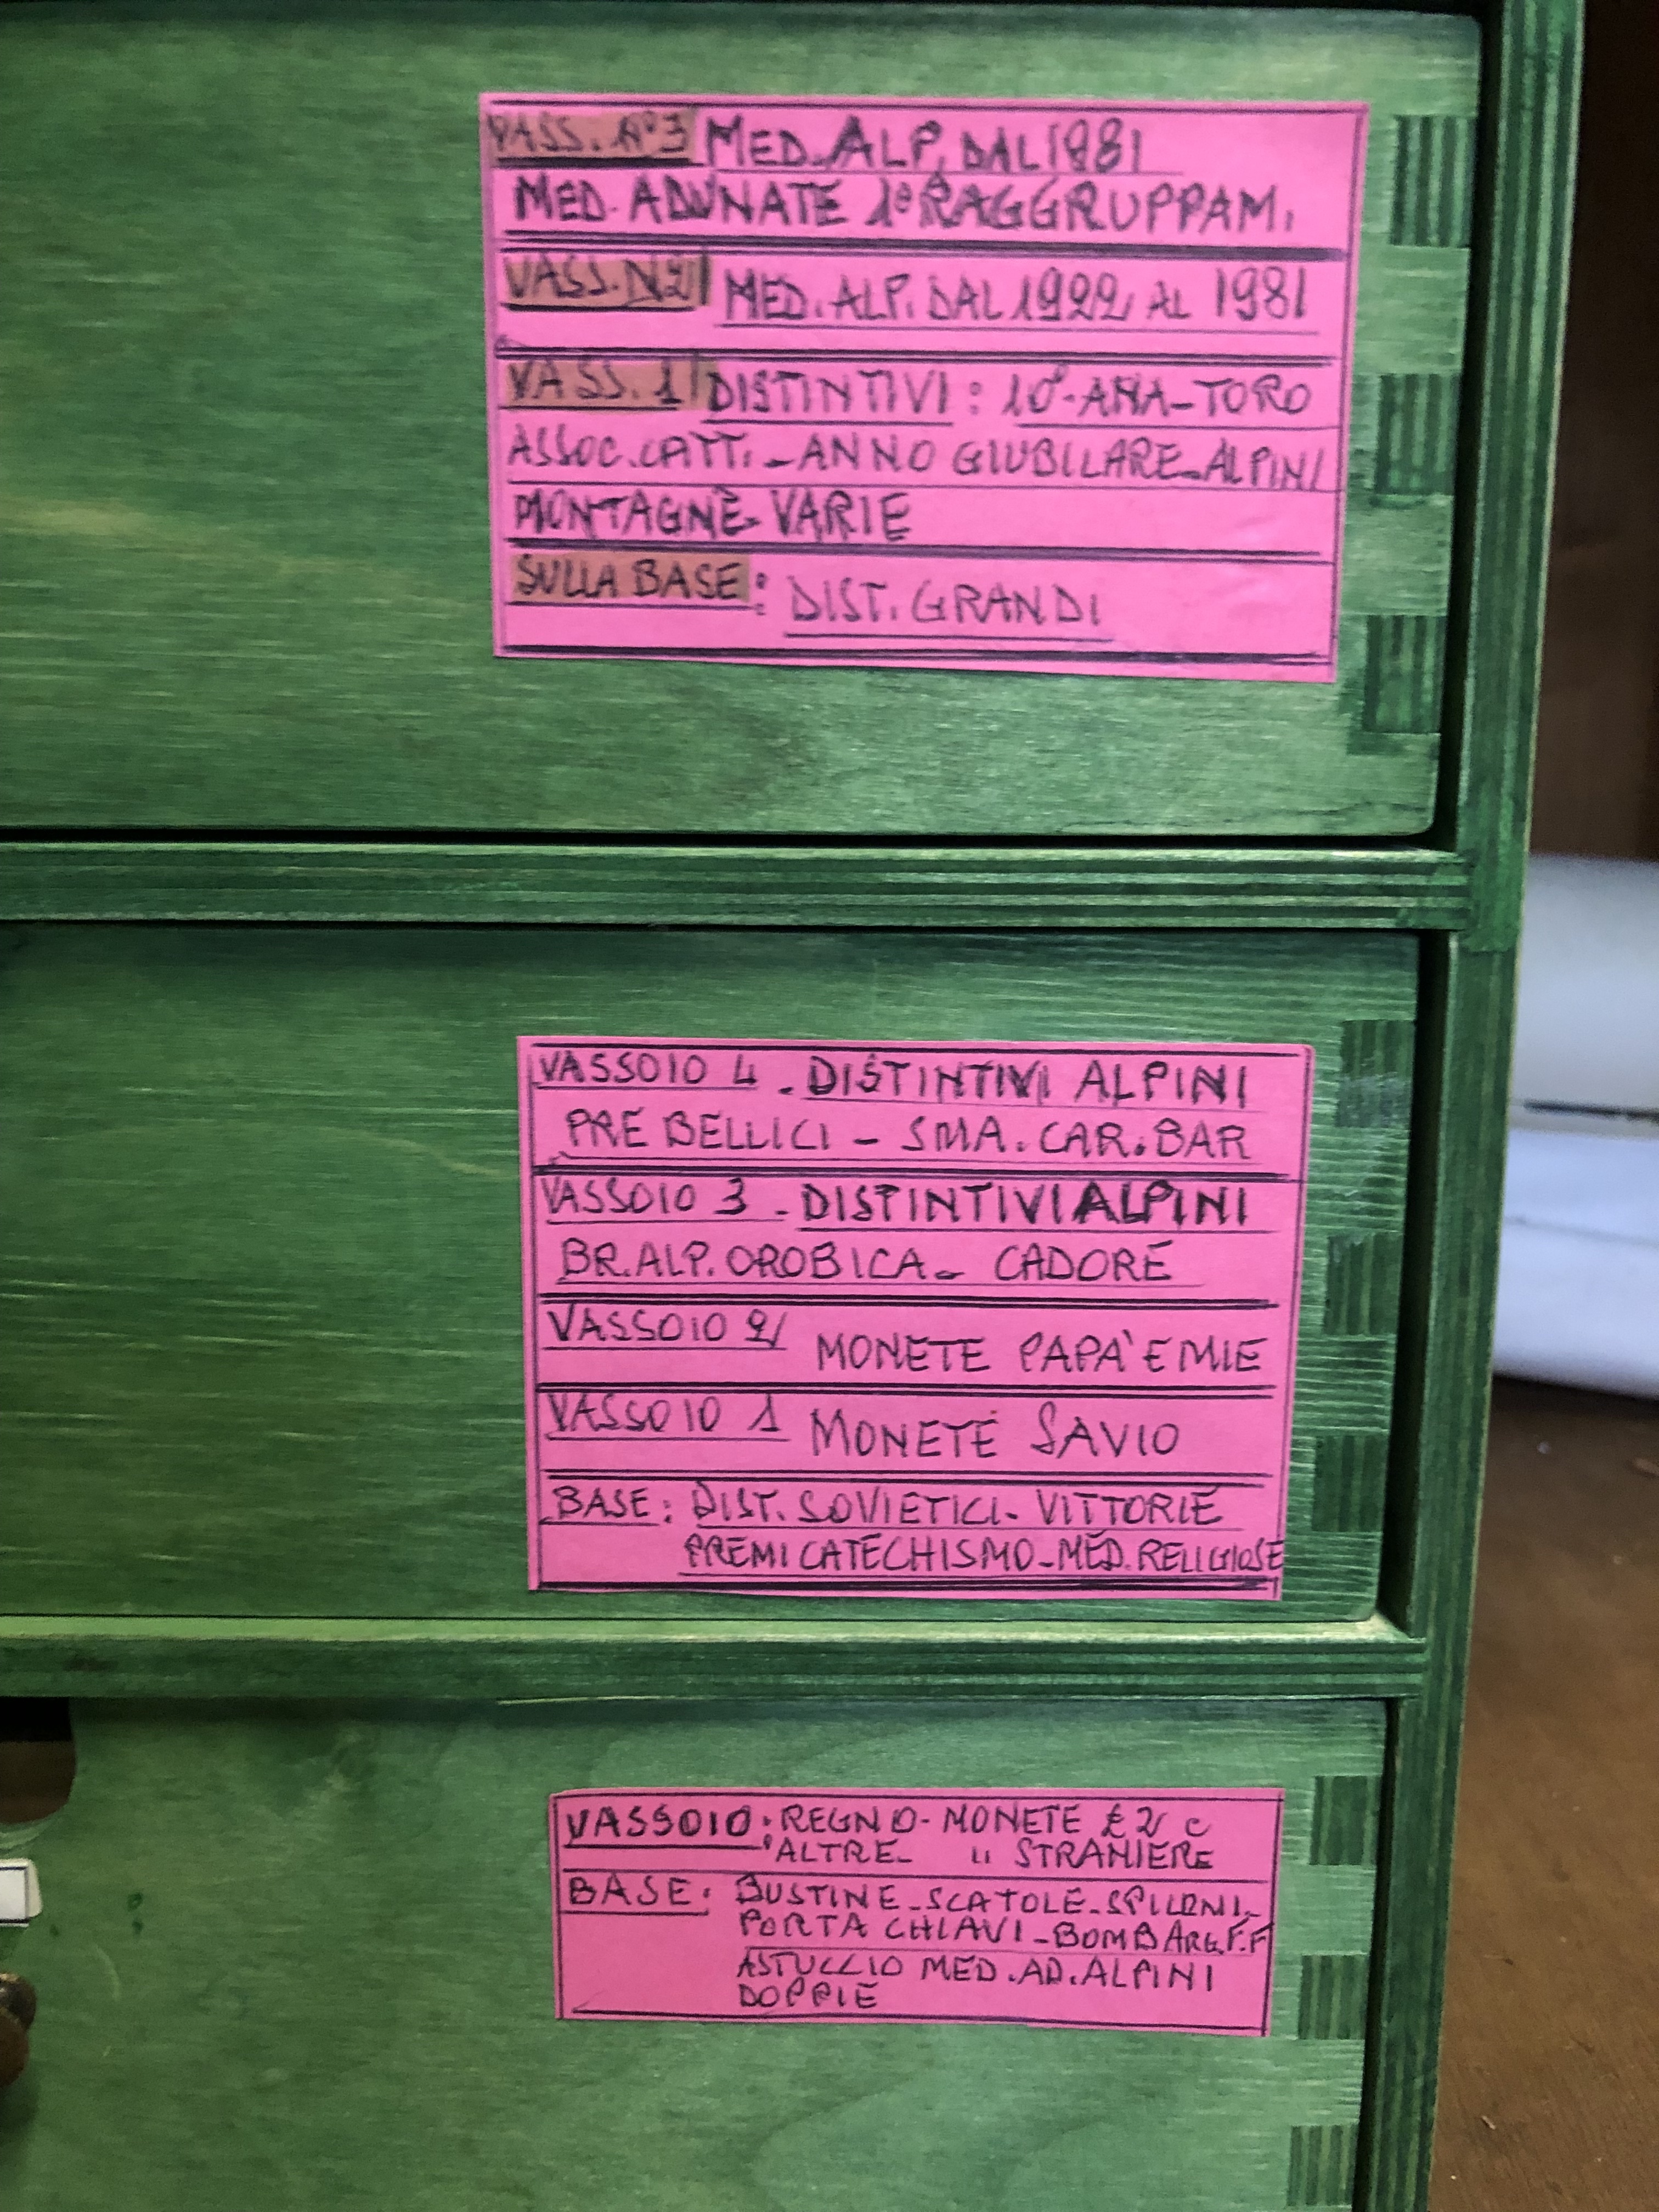 VASS. N°3 MED. ALP. DAL 1981
MED. ADUNATE 1° RAGGRUPPAM.
VASS. N2 MED. ALP. DAL 1922 AL 1981
VASS. 1 DISTINTIVI: 10°-ANA-TORO
ASSOC. CATT. - ANNO GIUBILARE - ALPINI
MONTAGNE VARIE
SULLA BASE: DIST. GRANDI
VASSOIO 4 - DISTINTIVI ALPINI
PRE BELLICI - SMA. CAR. BAR
VASSOIO 3 - DISTINTIVI ALPINI
BR. ALP. OROBICA - CADORE
VASSOIO 2 MONETE PAPA' E MIE
VASSOIO 1 MONETE SAVIO
BASE: DIST. SOVIETICI - VITTORIE
PREMI CATECHISMO - MED. RELIGIOSE
VASSOIO: REGNO - MONETE £ 2 C
ALTRE - " STRANIERE
BASE: BUSTINE - SCATOLE - SPILLONI -
PORTA CHIAVI - BOMB ARG. F.F
ASTUCCIO MED. AD. ALPINI
DOPPIE